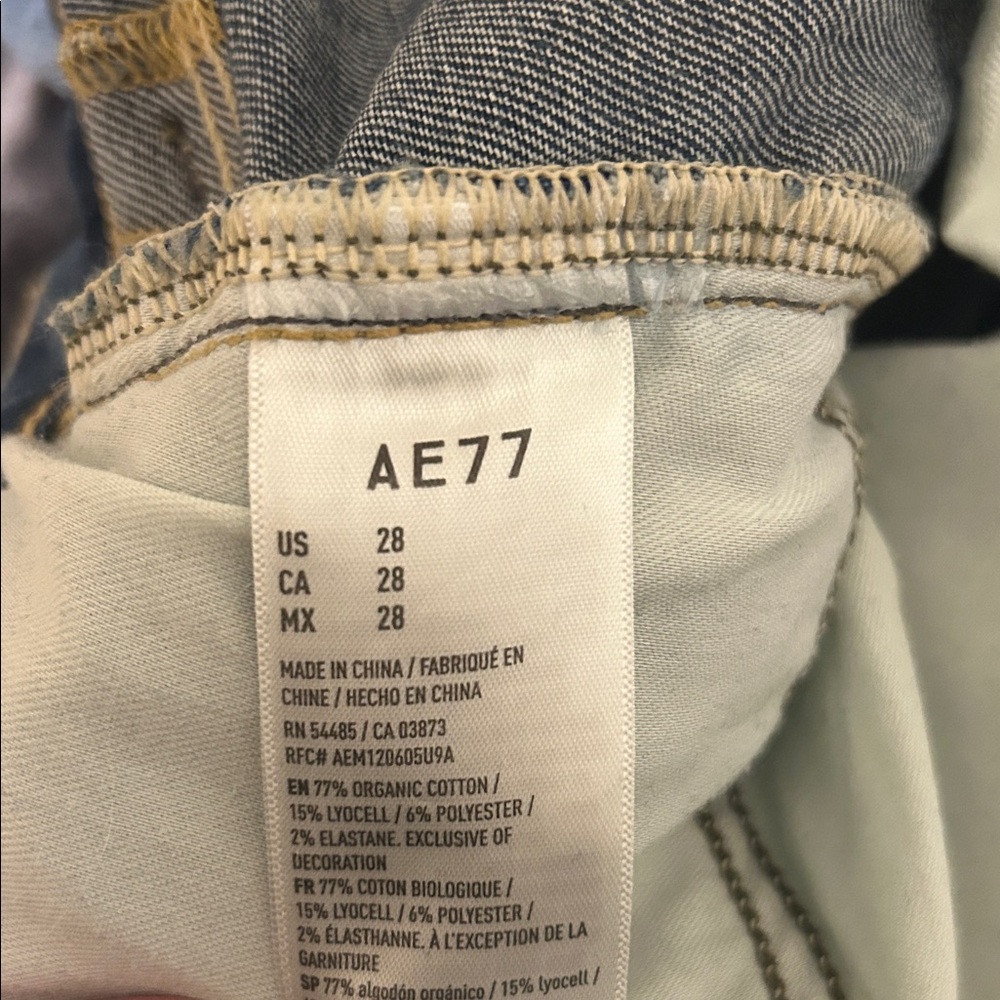 AE77
US 28
CA 28
MX 28
MADE IN CHINA / FABRIQUÉ EN
CHINE / HECHO EN CHINA
RN 54485 / CA 03873
RFC# AEM120605U9A
EN 77% ORGANIC COTTON /
15% LYOCELL / 6% POLYESTER /
2% ELASTANE. EXCLUSIVE OF
DECORATION
FR 77% COTON BIOLOGIQUE /
15% LYOCELL / 6% POLYESTER /
2% ÉLASTHANNE. À L'EXCEPTION DE LA
GARNITURE
SP 77% algodón orgánico / 15% lyocell /